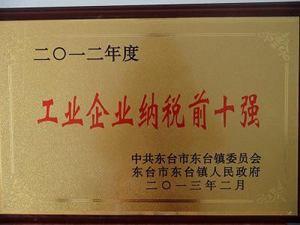 二〇一二年度
工业企业纳税前十强
中共东台市东台镇委员会
东台市东台镇人民政府
二〇一三年二月